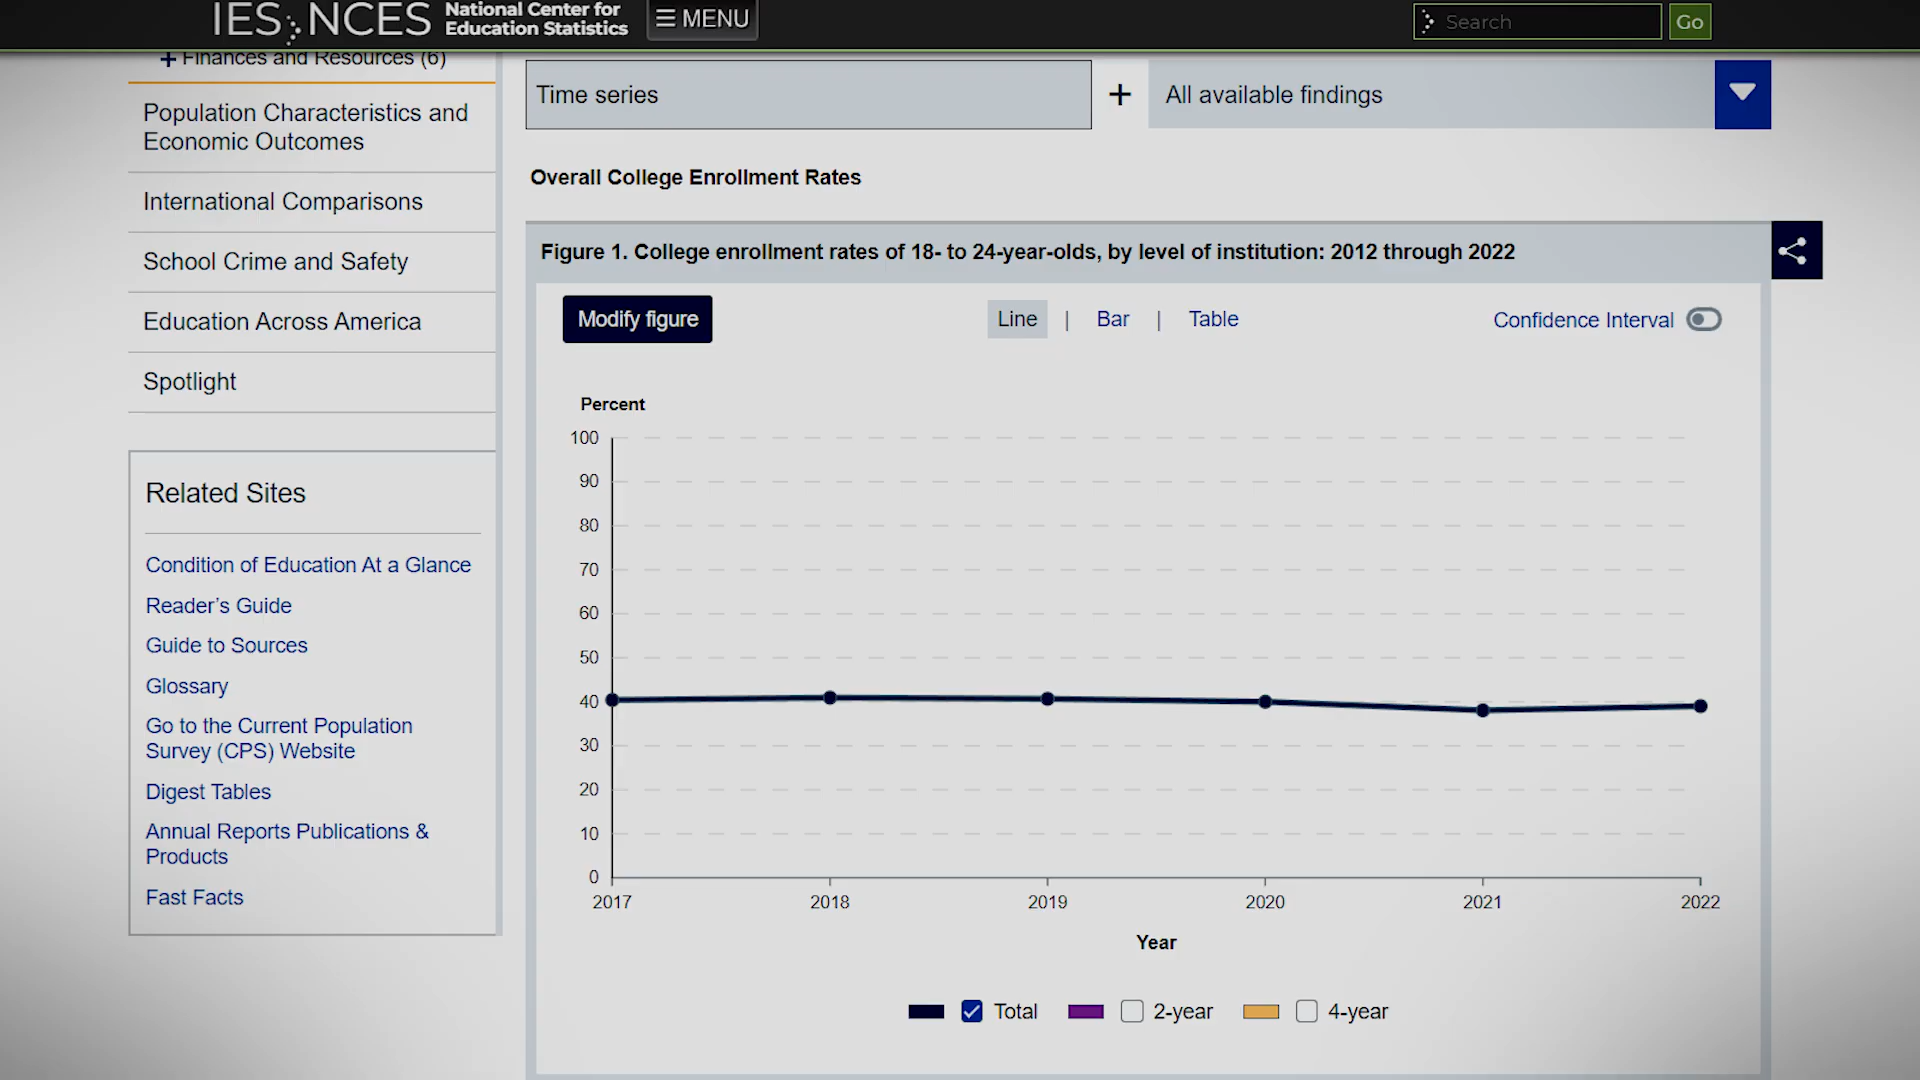 IES NCES National Center for
Education Statistics
MENU
Search
Go
Finances and Resources (6)
Population Characteristics and
Economic Outcomes
International Comparisons
School Crime and Safety
Education Across America
Spotlight
Related Sites
Condition of Education At a Glance
Reader’s Guide
Guide to Sources
Glossary
Go to the Current Population
Survey (CPS) Website
Digest Tables
Annual Reports Publications &
Products
Fast Facts
Time series
+
All available findings
Overall College Enrollment Rates
Figure 1. College enrollment rates of 18- to 24-year-olds, by level of institution: 2012 through 2022
Modify figure
Line | Bar | Table
Confidence Interval
Percent
100
90
80
70
60
50
40
30
20
10
0
2017 2018 2019 2020 2021 2022
Year
Total 2-year 4-year